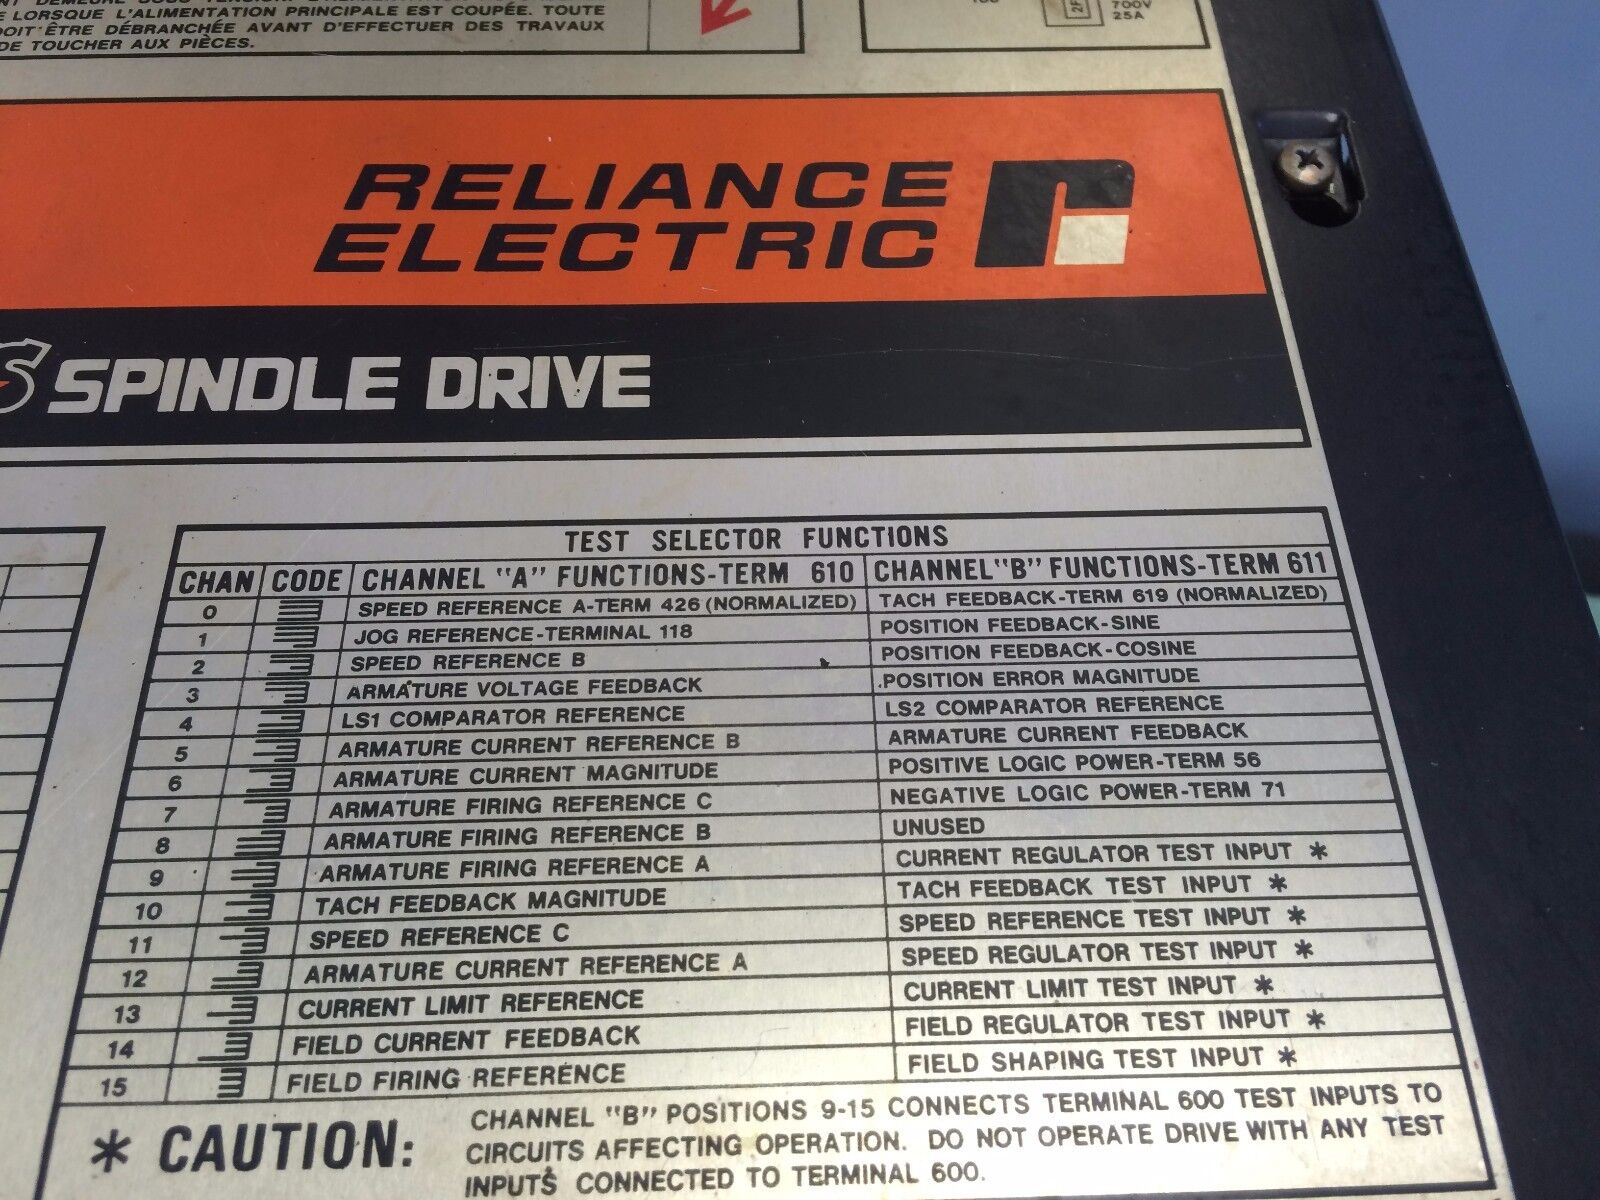 E LORSQUE L'ALIMENTATION PRINCIPALE EST COUPÉE. TOUTE
DOIT ÊTRE DÉBRANCHÉE AVANT D'EFFECTUER DES TRAVAUX
DE TOUCHER AUX PIÈCES.
700V
25A
RELIANCE
ELECTRIC
S SPINDLE DRIVE
TEST SELECTOR FUNCTIONS
CHAN CODE CHANNEL "A" FUNCTIONS-TERM 610 CHANNEL "B" FUNCTIONS-TERM 611
0 SPEED REFERENCE A-TERM 426 (NORMALIZED) TACH FEEDBACK-TERM 619 (NORMALIZED)
1 JOG REFERENCE-TERMINAL 118 POSITION FEEDBACK-SINE
2 SPEED REFERENCE B POSITION FEEDBACK-COSINE
3 ARMATURE VOLTAGE FEEDBACK POSITION ERROR MAGNITUDE
4 LS1 COMPARATOR REFERENCE LS2 COMPARATOR REFERENCE
5 ARMATURE CURRENT REFERENCE B ARMATURE CURRENT FEEDBACK
6 ARMATURE CURRENT MAGNITUDE POSITIVE LOGIC POWER-TERM 56
7 ARMATURE FIRING REFERENCE C NEGATIVE LOGIC POWER-TERM 71
8 ARMATURE FIRING REFERENCE B UNUSED
9 ARMATURE FIRING REFERENCE A CURRENT REGULATOR TEST INPUT *
10 TACH FEEDBACK MAGNITUDE TACH FEEDBACK TEST INPUT *
11 SPEED REFERENCE C SPEED REFERENCE TEST INPUT *
12 ARMATURE CURRENT REFERENCE A SPEED REGULATOR TEST INPUT *
13 CURRENT LIMIT REFERENCE CURRENT LIMIT TEST INPUT *
14 FIELD CURRENT FEEDBACK FIELD REGULATOR TEST INPUT *
15 FIELD FIRING REFERENCE FIELD SHAPING TEST INPUT *
* CAUTION: CHANNEL "B" POSITIONS 9-15 CONNECTS TERMINAL 600 TEST INPUTS TO
CIRCUITS AFFECTING OPERATION. DO NOT OPERATE DRIVE WITH ANY TEST
INPUTS CONNECTED TO TERMINAL 600.